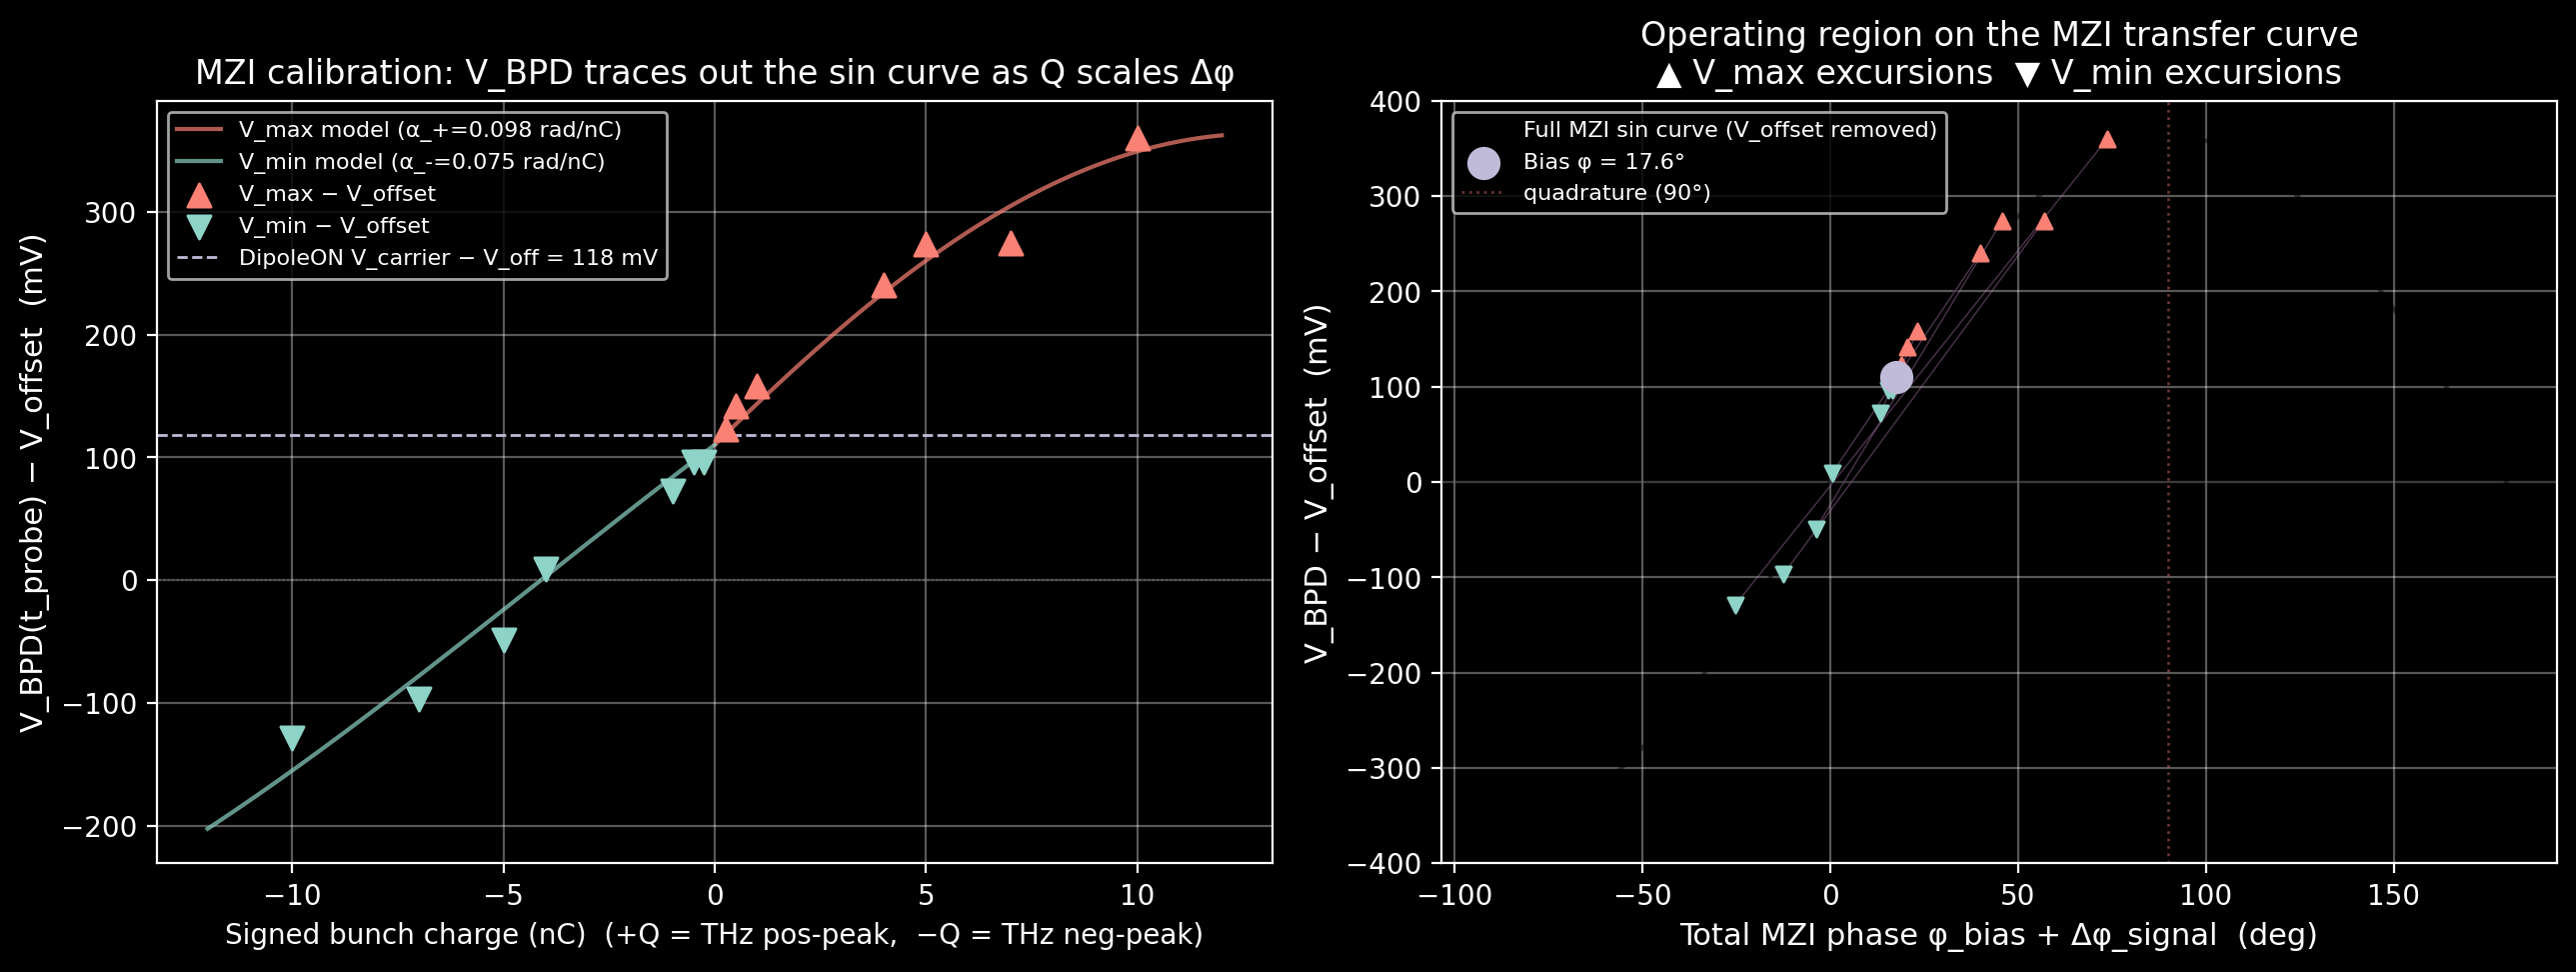 MZI calibration: V_BPD traces out the sin curve as Q scales Δφ
V_max model (α_+=0.098 rad/nC)
V_min model (α_-=0.075 rad/nC)
V_max − V_offset
V_min − V_offset
DipoleON V_carrier − V_off = 118 mV
V_BPD(t_probe) − V_offset  (mV)
300
200
100
0
−100
−200
−10
−5
0
5
10
Signed bunch charge (nC)  (+Q = THz pos-peak,  −Q = THz neg-peak)
Operating region on the MZI transfer curve
▲ V_max excursions  ▼ V_min excursions
Full MZI sin curve (V_offset removed)
Bias φ = 17.6°
quadrature (90°)
V_BPD − V_offset  (mV)
400
300
200
100
0
−100
−200
−300
−400
−100
−50
0
50
100
150
Total MZI phase φ_bias + Δφ_signal  (deg)